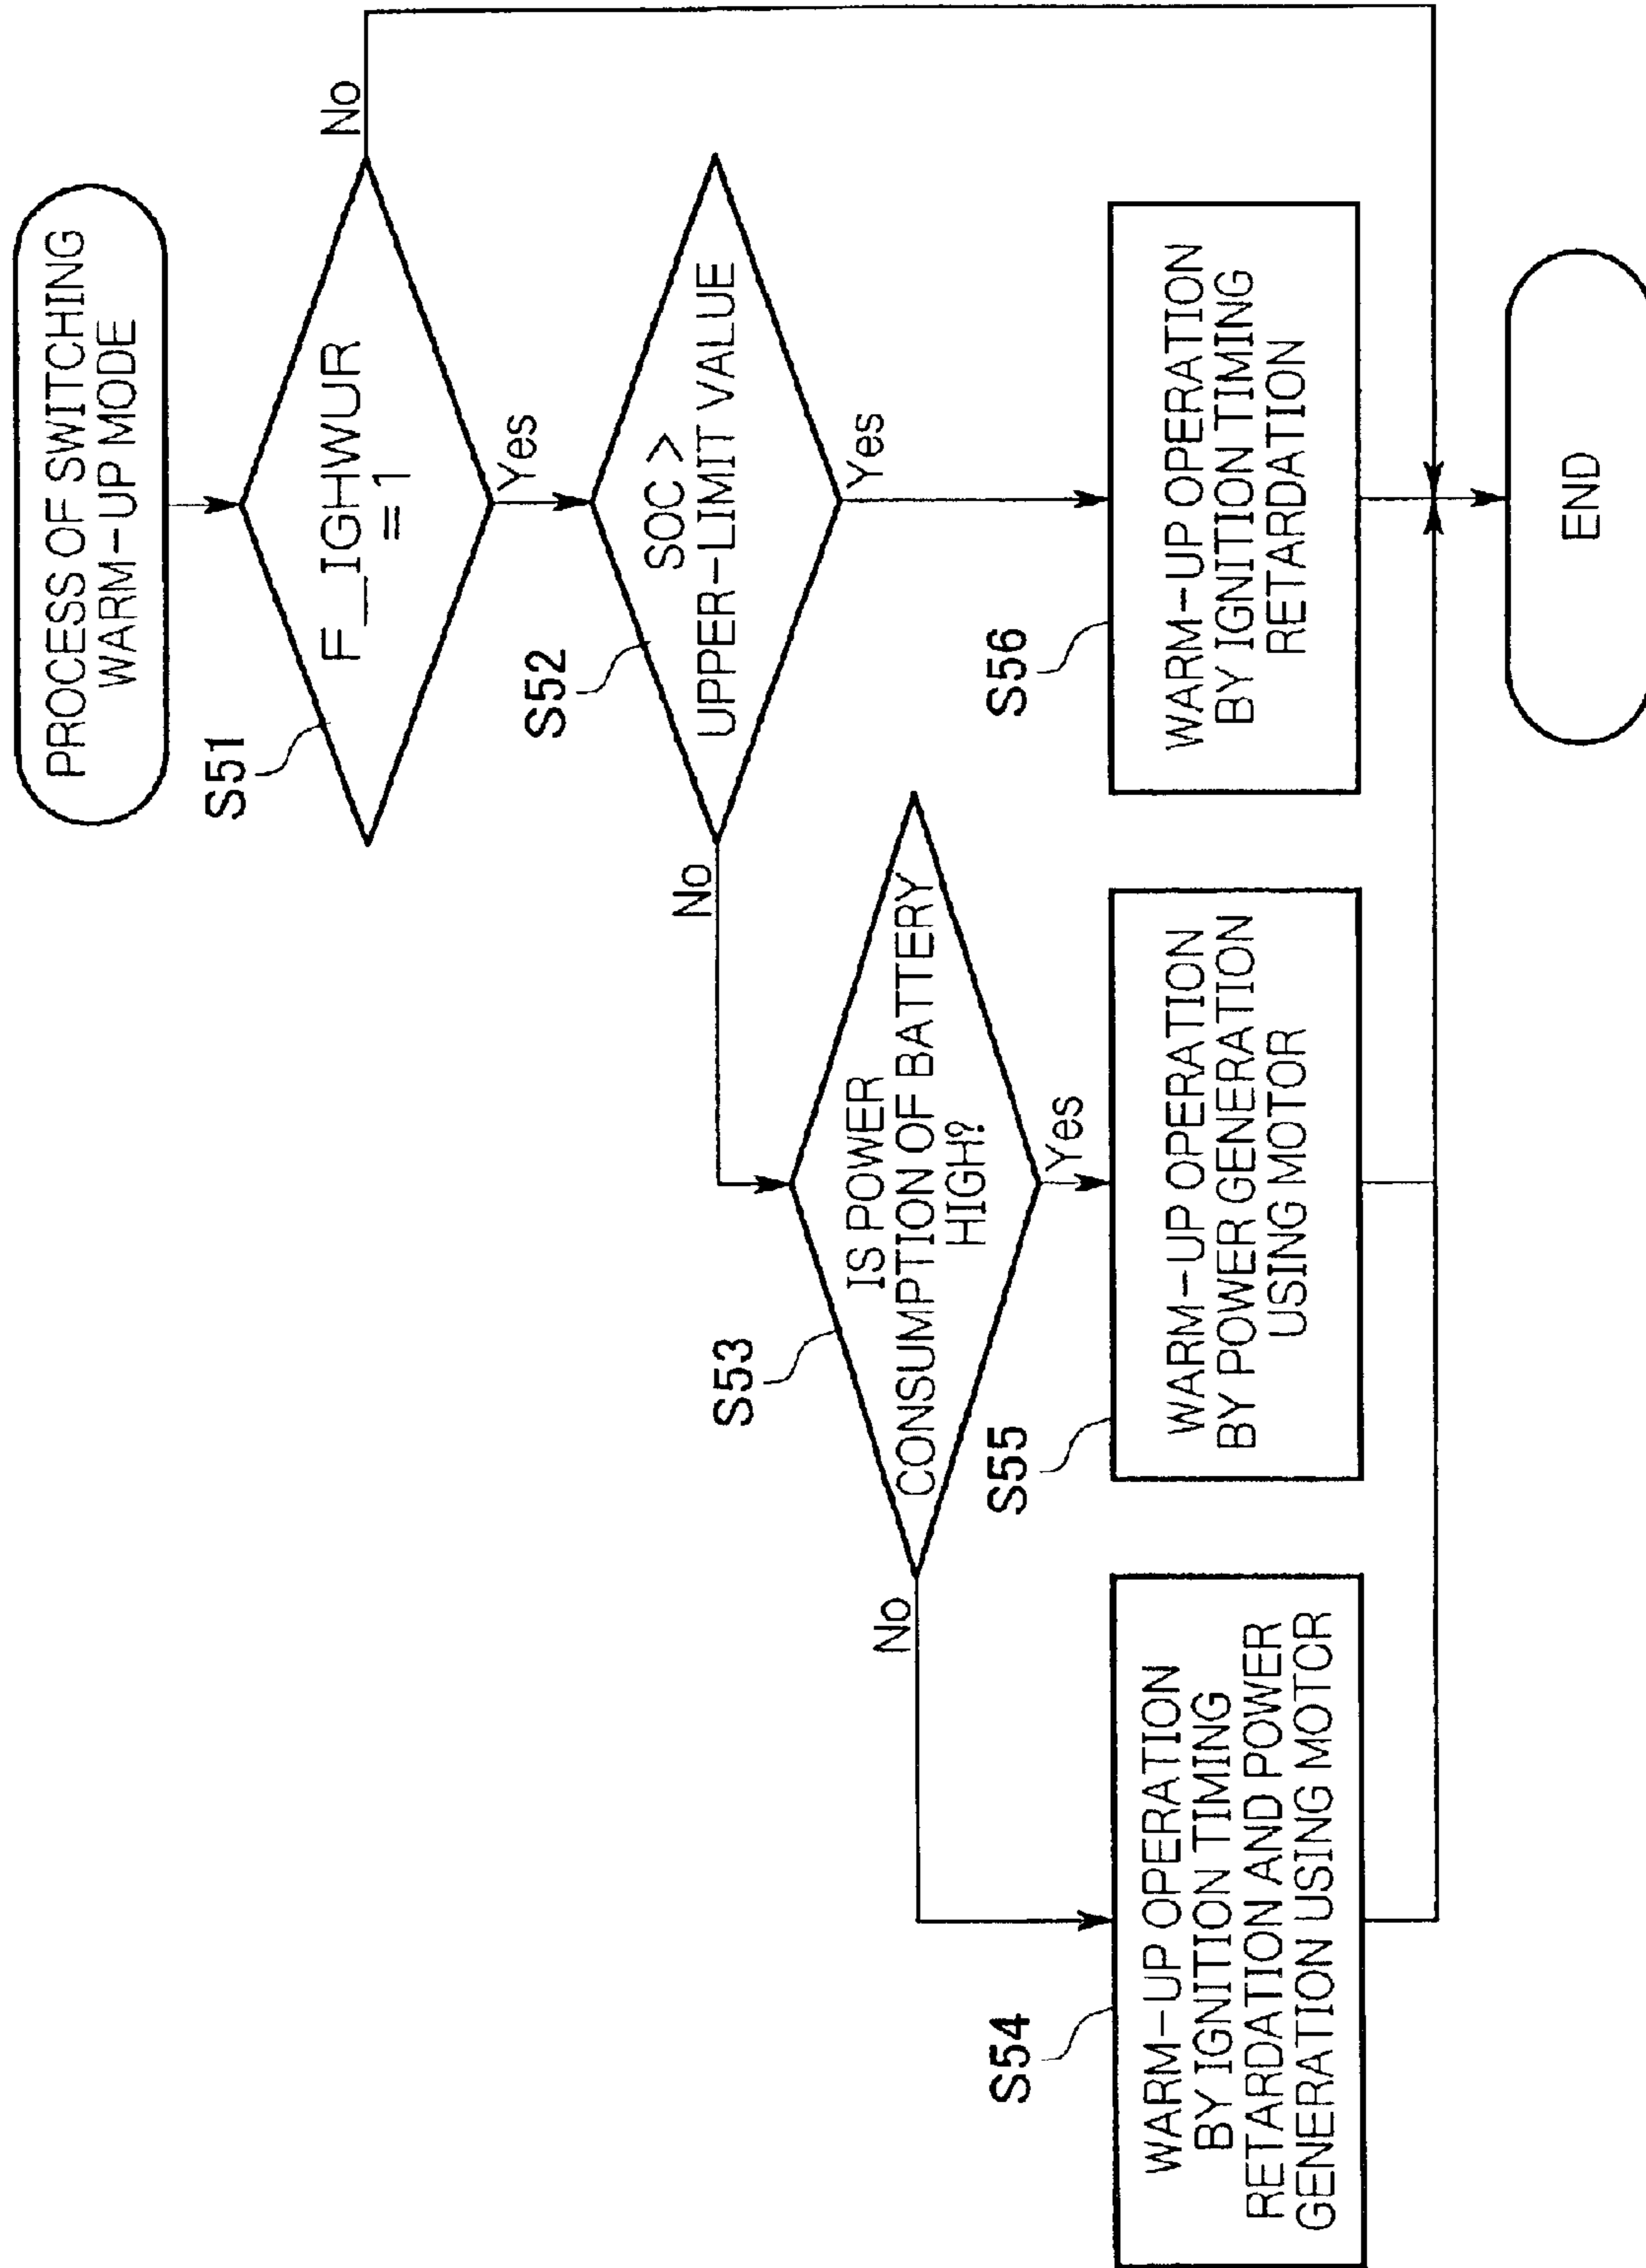 PROCESS OF SWITCHING
WARM-UP MODE
S51
F_IGHWUR
=1
No
Yes
S52
SOC >
UPPER-LIMIT VALUE
No
Yes
S53
IS POWER
CONSUMPTION OF BATTERY
HIGH?
No
Yes
S54
WARM-UP OPERATION
BY IGNITION TIMING
RETARDATION AND POWER
GENERATION USING MOTOR
S55
WARM-UP OPERATION
BY POWER GENERATION
USING MOTOR
S56
WARM-UP OPERATION
BY IGNITION TIMING
RETARDATION
END